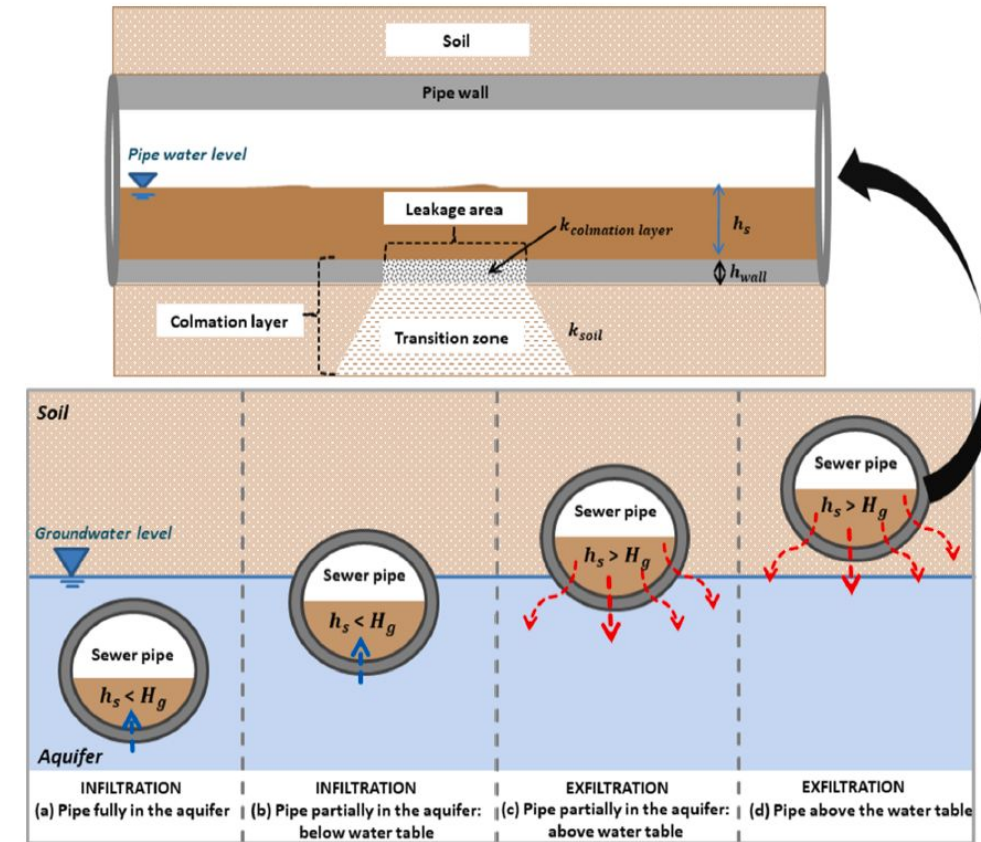 Soil
Pipe wall
Pipe water level
Leakage area
k_colmation layer
h_s
h_wall
Colmation layer
Transition zone
k_soil
Soil
Groundwater level
Sewer pipe
h_s < H_g
Sewer pipe
h_s < H_g
Sewer pipe
h_s > H_g
Sewer pipe
h_s > H_g
Aquifer
INFILTRATION
(a) Pipe fully in the aquifer
INFILTRATION
(b) Pipe partially in the aquifer:
below water table
EXFILTRATION
(c) Pipe partially in the aquifer:
above water table
EXFILTRATION
(d) Pipe above the water table